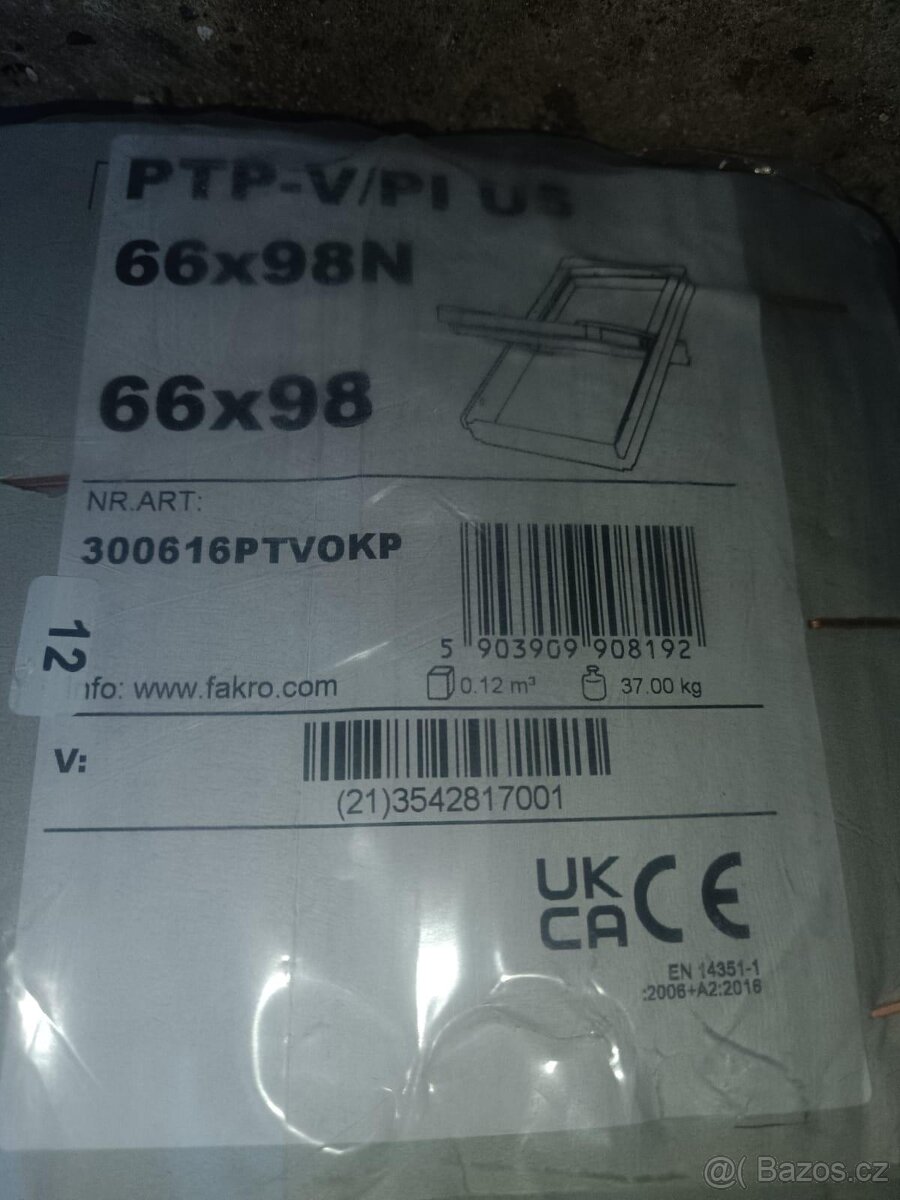 PTP-V/PI US
66x98N
66x98
NR.ART:
300616PTVOKP
5 903909 908192
12
nfo: www.fakro.com
0.12 m³
37.00 kg
V:
(21)3542817001
UK
CA
CE
EN 14351-1
:2006+A2:2016
@( Bazos.cz